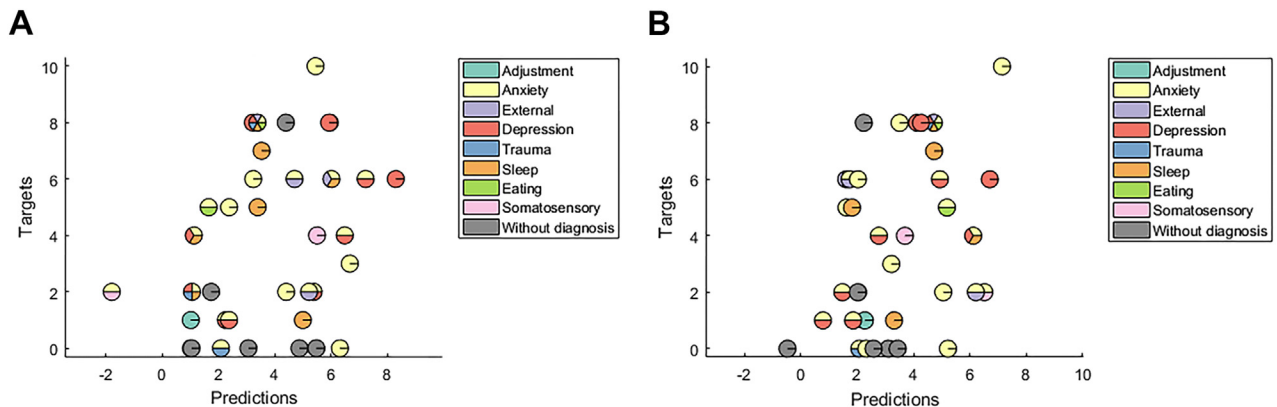 A
B
10
8
6
4
2
0
Targets
-2 0 2 4 6 8
Predictions
Adjustment
Anxiety
External
Depression
Trauma
Sleep
Eating
Somatosensory
Without diagnosis
10
8
6
4
2
0
Targets
-2 0 2 4 6 8 10
Predictions
Adjustment
Anxiety
External
Depression
Trauma
Sleep
Eating
Somatosensory
Without diagnosis